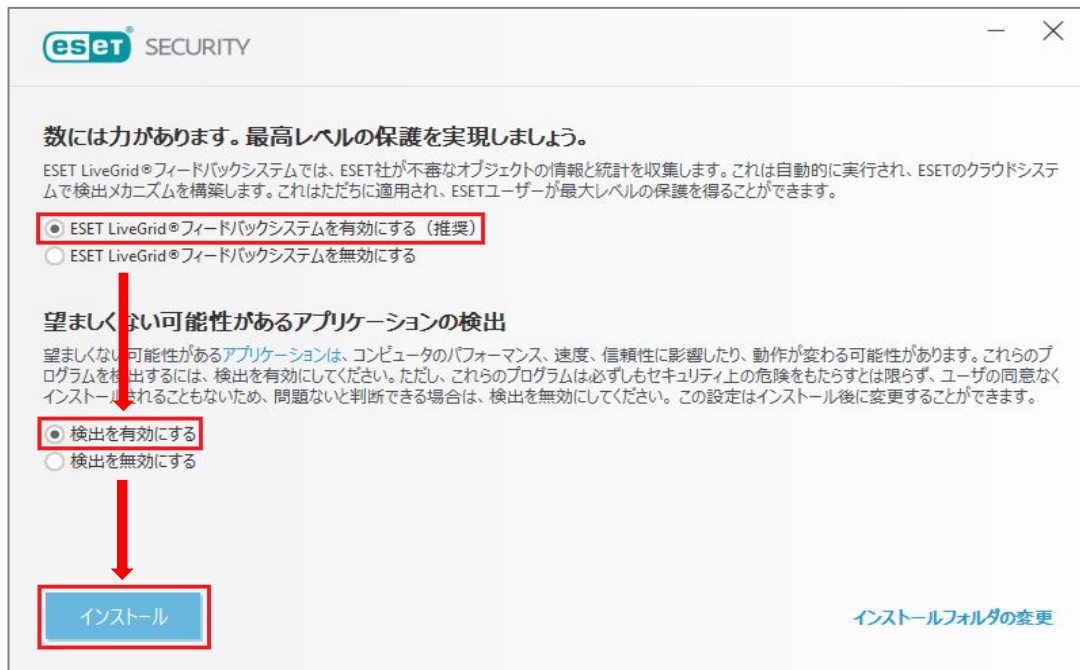 eseT® SECURITY
数には力があります。最高レベルの保護を実現しましょう。
ESET LiveGrid®フィードバックシステムでは、ESET社が不審なオブジェクトの情報と統計を収集します。これは自動的に実行され、ESETのクラウドシステ
ムで検出メカニズムを構築します。これはただちに適用され、ESETユーザーが最大レベルの保護を得ることができます。
ESET LiveGrid®フィードバックシステムを有効にする（推奨）
ESET LiveGrid®フィードバックシステムを無効にする
望ましくない可能性があるアプリケーションの検出
望ましくない可能性があるアプリケーションは、コンピュータのパフォーマンス、速度、信頼性に影響したり、動作が変わる可能性があります。これらのプ
ログラムを検出するには、検出を有効にしてください。ただし、これらのプログラムは必ずしもセキュリティ上の危険をもたらすとは限らず、ユーザの同意なく
インストールされることもないため、問題ないと判断できる場合は、検出を無効にしてください。この設定はインストール後に変更することができます。
検出を有効にする
検出を無効にする
インストール
インストールフォルダの変更